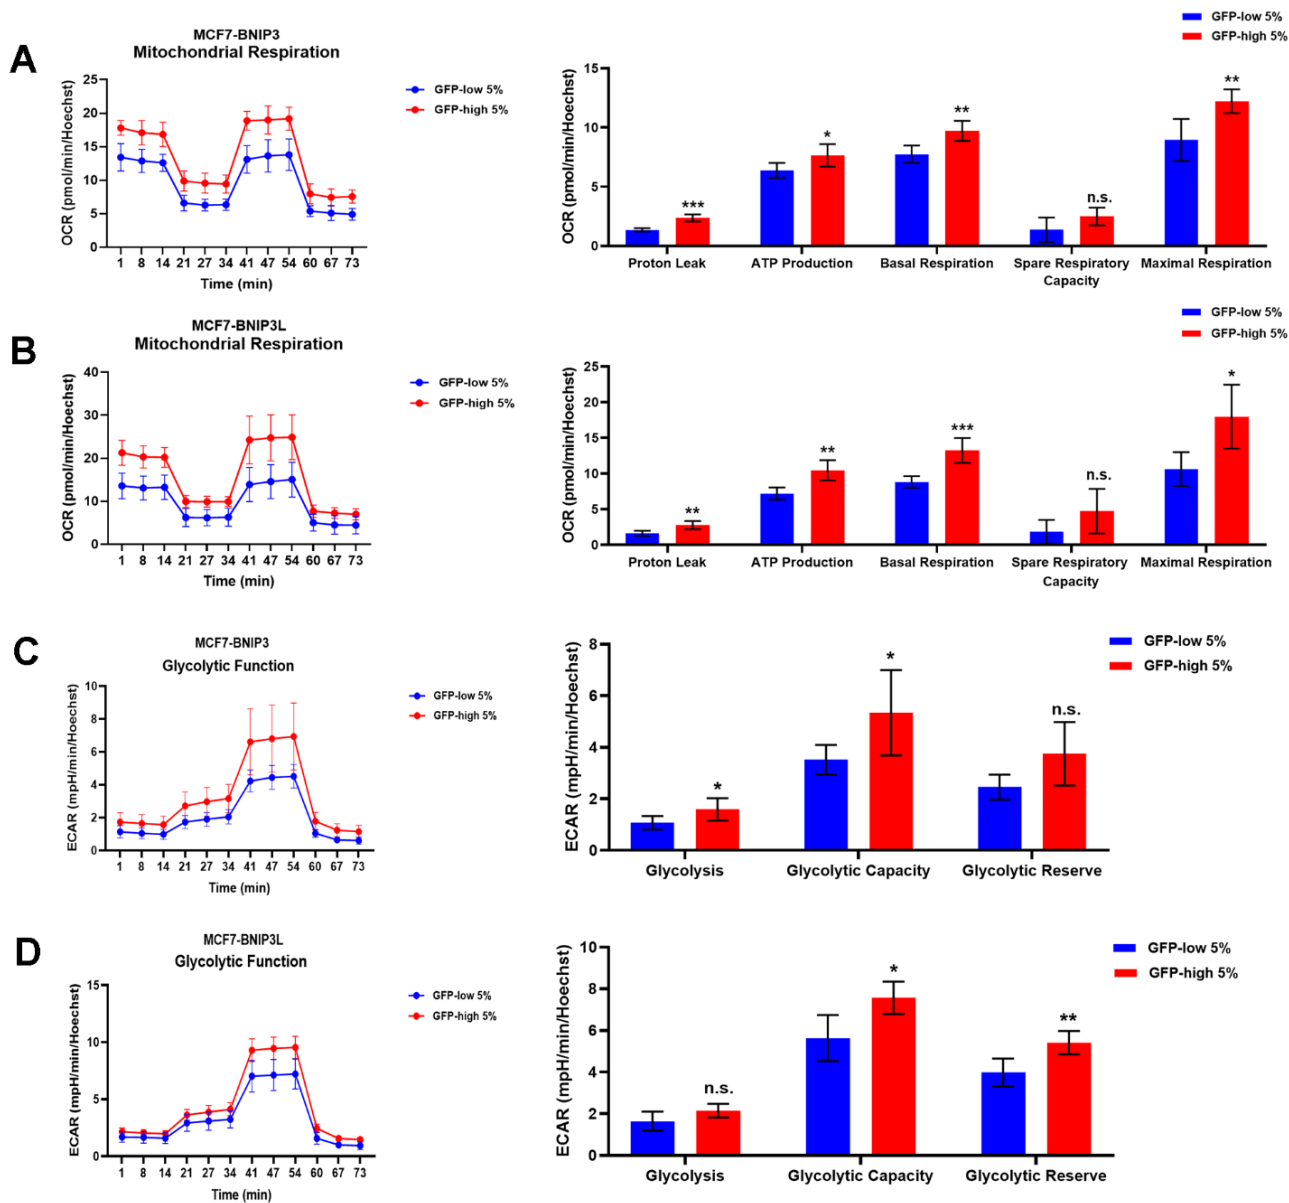 A
MCF7-BNIP3
Mitochondrial Respiration
OCR (pmol/min/Hoechst)
25
20
15
10
5
0
1 8 14 21 27 34 41 47 54 60 67 73
Time (min)
GFP-low 5%
GFP-high 5%
GFP-low 5%
GFP-high 5%
OCR (pmol/min/Hoechst)
15
10
5
0
***
*
**
n.s.
**
Proton Leak ATP Production Basal Respiration Spare Respiratory Maximal Respiration
Capacity
B
MCF7-BNIP3L
Mitochondrial Respiration
OCR (pmol/min/Hoechst)
40
30
20
10
0
1 8 14 21 27 34 41 47 54 60 67 73
Time (min)
GFP-low 5%
GFP-high 5%
GFP-low 5%
GFP-high 5%
OCR (pmol/min/Hoechst)
25
20
15
10
5
0
**
**
***
n.s.
*
Proton Leak ATP Production Basal Respiration Spare Respiratory Maximal Respiration
Capacity
C
MCF7-BNIP3
Glycolytic Function
ECAR (mpH/min/Hoechst)
10
8
6
4
2
0
1 8 14 21 27 34 41 47 54 60 67 73
Time (min)
GFP-low 5%
GFP-high 5%
ECAR (mpH/min/Hoechst)
8
6
4
2
0
*
*
n.s.
Glycolysis Glycolytic Capacity Glycolytic Reserve
GFP-low 5%
GFP-high 5%
D
MCF7-BNIP3L
Glycolytic Function
ECAR (mpH/min/Hoechst)
15
10
5
0
1 8 14 21 27 34 41 47 54 60 67 73
Time (min)
GFP-low 5%
GFP-high 5%
ECAR (mpH/min/Hoechst)
10
8
6
4
2
0
n.s.
*
**
Glycolysis Glycolytic Capacity Glycolytic Reserve
GFP-low 5%
GFP-high 5%